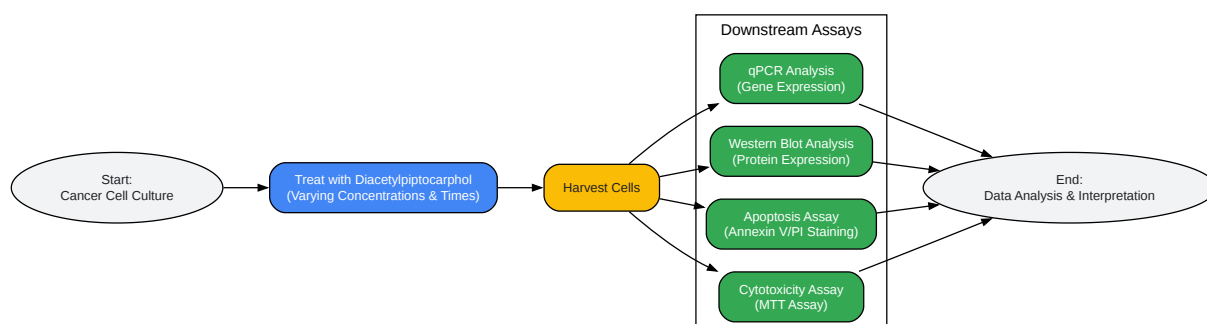 Start:
Cancer Cell Culture
Treat with Diacetylpiptocarphol
(Varying Concentrations & Times)
Harvest Cells
Downstream Assays
qPCR Analysis
(Gene Expression)
Western Blot Analysis
(Protein Expression)
Apoptosis Assay
(Annexin V/PI Staining)
Cytotoxicity Assay
(MTT Assay)
End:
Data Analysis & Interpretation